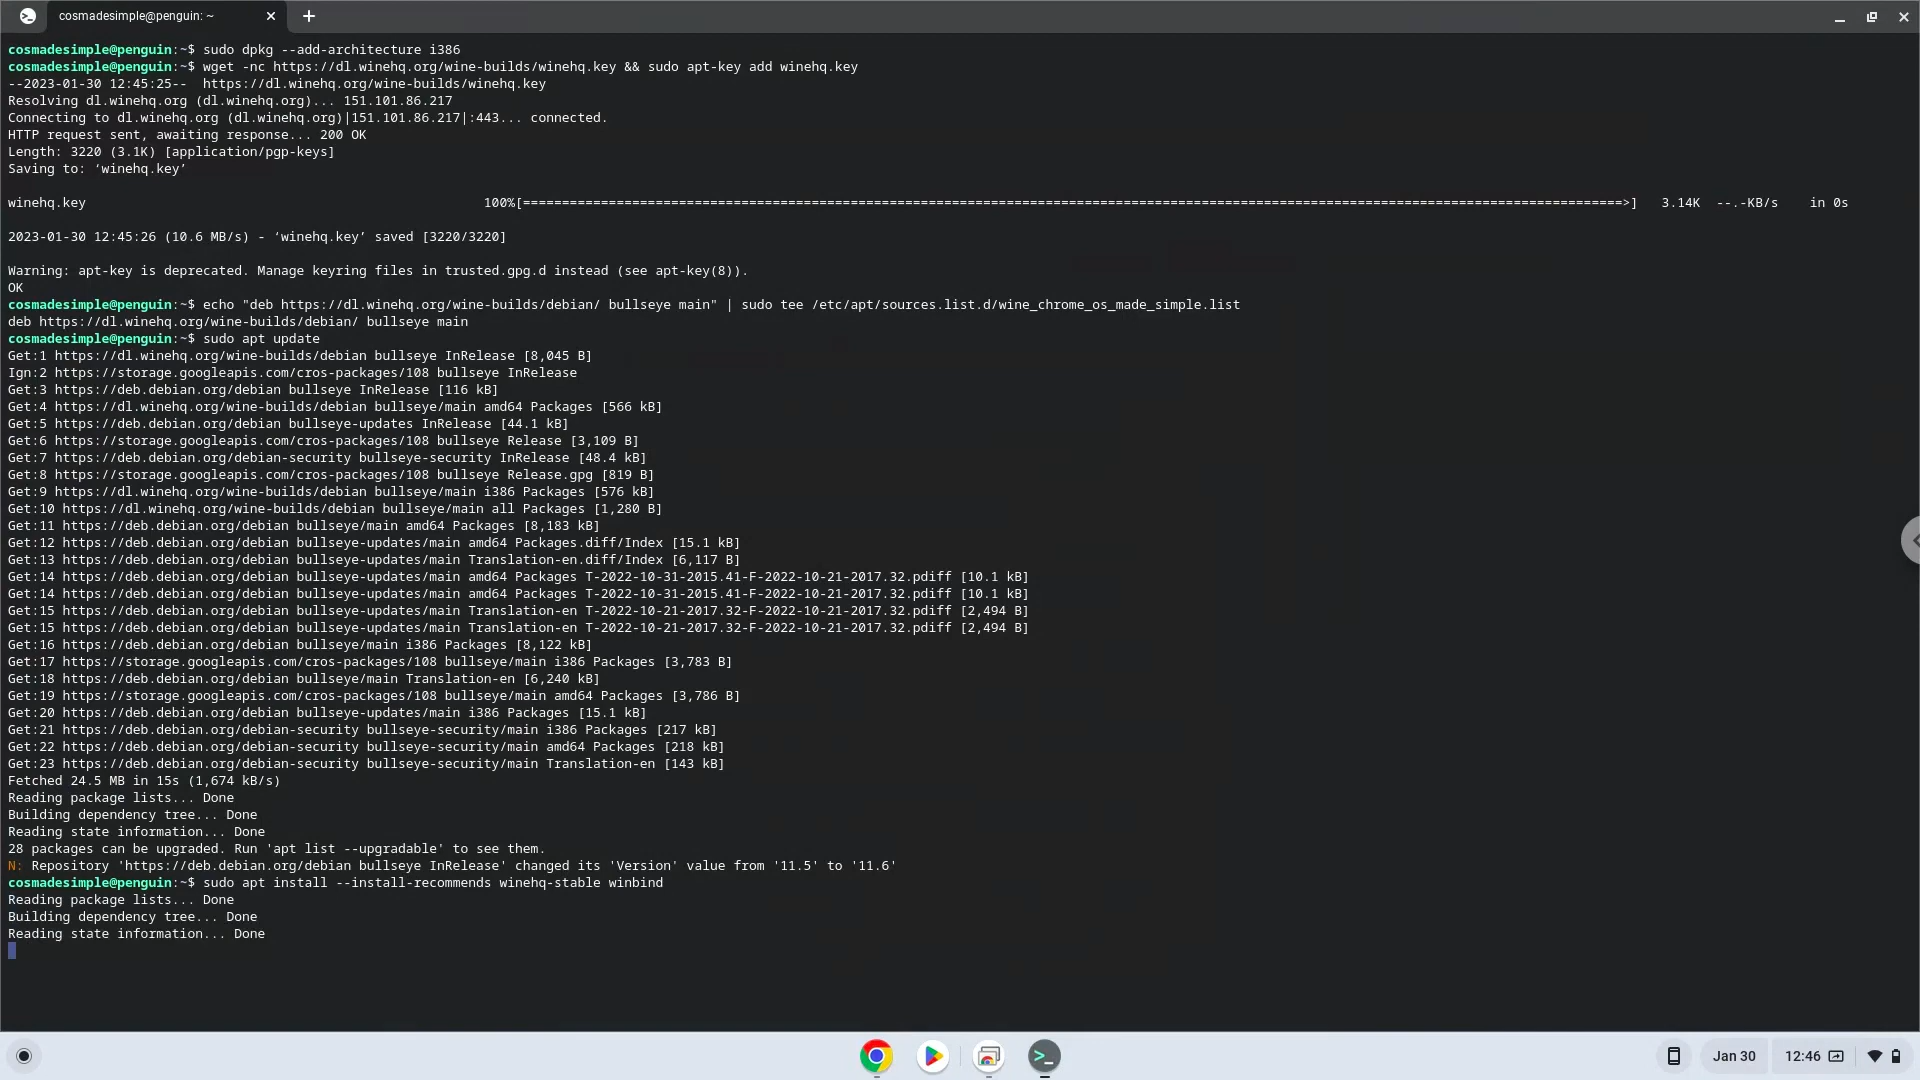 cosmadesimple@penguin: ~
cosmadesimple@penguin:~$ sudo dpkg --add-architecture i386
cosmadesimple@penguin:~$ wget -nc https://dl.winehq.org/wine-builds/winehq.key && sudo apt-key add winehq.key
--2023-01-30 12:45:25--  https://dl.winehq.org/wine-builds/winehq.key
Resolving dl.winehq.org (dl.winehq.org)... 151.101.86.217
Connecting to dl.winehq.org (dl.winehq.org)|151.101.86.217|:443... connected.
HTTP request sent, awaiting response... 200 OK
Length: 3220 (3.1K) [application/pgp-keys]
Saving to: ‘winehq.key’
winehq.key 100%[=============================================================================================================================================>] 3.14K --.-KB/s in 0s
2023-01-30 12:45:26 (10.6 MB/s) - ‘winehq.key’ saved [3220/3220]
Warning: apt-key is deprecated. Manage keyring files in trusted.gpg.d instead (see apt-key(8)).
OK
cosmadesimple@penguin:~$ echo "deb https://dl.winehq.org/wine-builds/debian/ bullseye main" | sudo tee /etc/apt/sources.list.d/wine_chrome_os_made_simple.list
deb https://dl.winehq.org/wine-builds/debian/ bullseye main
cosmadesimple@penguin:~$ sudo apt update
Get:1 https://dl.winehq.org/wine-builds/debian bullseye InRelease [8,045 B]
Ign:2 https://storage.googleapis.com/cros-packages/108 bullseye InRelease
Get:3 https://deb.debian.org/debian bullseye InRelease [116 kB]
Get:4 https://dl.winehq.org/wine-builds/debian bullseye/main amd64 Packages [566 kB]
Get:5 https://deb.debian.org/debian bullseye-updates InRelease [44.1 kB]
Get:6 https://storage.googleapis.com/cros-packages/108 bullseye Release [3,109 B]
Get:7 https://deb.debian.org/debian-security bullseye-security InRelease [48.4 kB]
Get:8 https://storage.googleapis.com/cros-packages/108 bullseye Release.gpg [819 B]
Get:9 https://dl.winehq.org/wine-builds/debian bullseye/main i386 Packages [576 kB]
Get:10 https://dl.winehq.org/wine-builds/debian bullseye/main all Packages [1,280 B]
Get:11 https://deb.debian.org/debian bullseye/main amd64 Packages [8,183 kB]
Get:12 https://deb.debian.org/debian bullseye-updates/main amd64 Packages.diff/Index [15.1 kB]
Get:13 https://deb.debian.org/debian bullseye-updates/main Translation-en.diff/Index [6,117 B]
Get:14 https://deb.debian.org/debian bullseye-updates/main amd64 Packages T-2022-10-31-2015.41-F-2022-10-21-2017.32.pdiff [10.1 kB]
Get:14 https://deb.debian.org/debian bullseye-updates/main amd64 Packages T-2022-10-31-2015.41-F-2022-10-21-2017.32.pdiff [10.1 kB]
Get:15 https://deb.debian.org/debian bullseye-updates/main Translation-en T-2022-10-21-2017.32-F-2022-10-21-2017.32.pdiff [2,494 B]
Get:15 https://deb.debian.org/debian bullseye-updates/main Translation-en T-2022-10-21-2017.32-F-2022-10-21-2017.32.pdiff [2,494 B]
Get:16 https://deb.debian.org/debian bullseye/main i386 Packages [8,122 kB]
Get:17 https://storage.googleapis.com/cros-packages/108 bullseye/main i386 Packages [3,783 B]
Get:18 https://deb.debian.org/debian bullseye/main Translation-en [6,240 kB]
Get:19 https://storage.googleapis.com/cros-packages/108 bullseye/main amd64 Packages [3,786 B]
Get:20 https://deb.debian.org/debian bullseye-updates/main i386 Packages [15.1 kB]
Get:21 https://deb.debian.org/debian-security bullseye-security/main i386 Packages [217 kB]
Get:22 https://deb.debian.org/debian-security bullseye-security/main amd64 Packages [218 kB]
Get:23 https://deb.debian.org/debian-security bullseye-security/main Translation-en [143 kB]
Fetched 24.5 MB in 15s (1,674 kB/s)
Reading package lists... Done
Building dependency tree... Done
Reading state information... Done
28 packages can be upgraded. Run 'apt list --upgradable' to see them.
N: Repository 'https://deb.debian.org/debian bullseye InRelease' changed its 'Version' value from '11.5' to '11.6'
cosmadesimple@penguin:~$ sudo apt install --install-recommends winehq-stable winbind
Reading package lists... Done
Building dependency tree... Done
Reading state information... Done
Jan 30 12:46